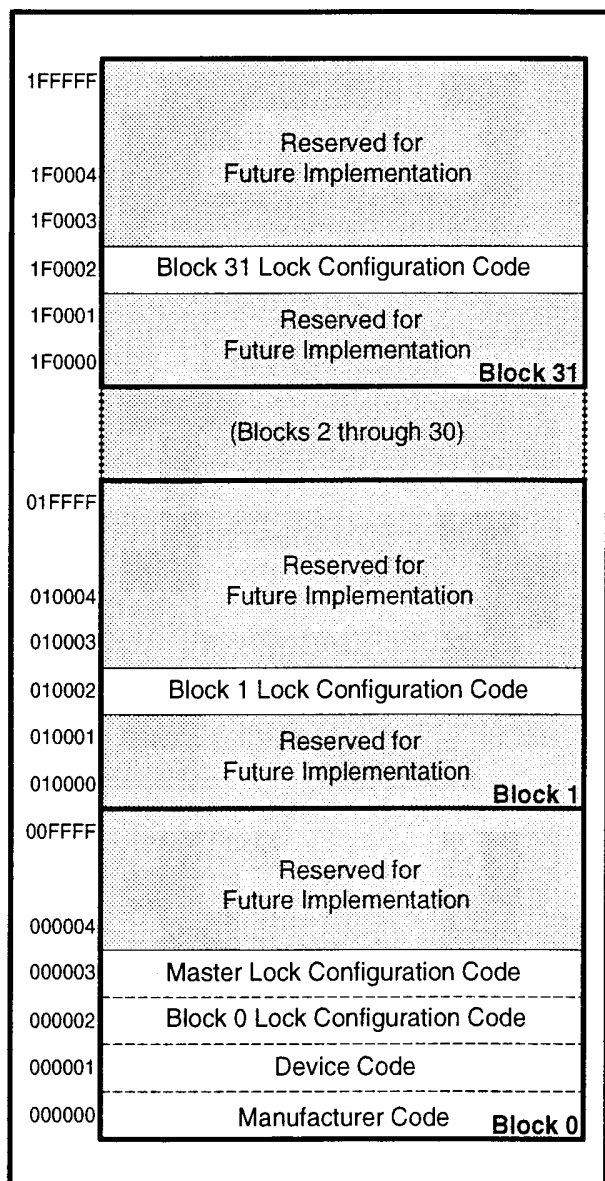 1FFFFF
Reserved for
Future Implementation
1F0004
1F0003
1F0002
Block 31 Lock Configuration Code
1F0001
Reserved for
Future Implementation
1F0000
Block 31
(Blocks 2 through 30)
01FFFF
Reserved for
Future Implementation
010004
010003
010002
Block 1 Lock Configuration Code
010001
Reserved for
Future Implementation
010000
Block 1
00FFFF
Reserved for
Future Implementation
000004
000003
Master Lock Configuration Code
000002
Block 0 Lock Configuration Code
000001
Device Code
000000
Manufacturer Code
Block 0